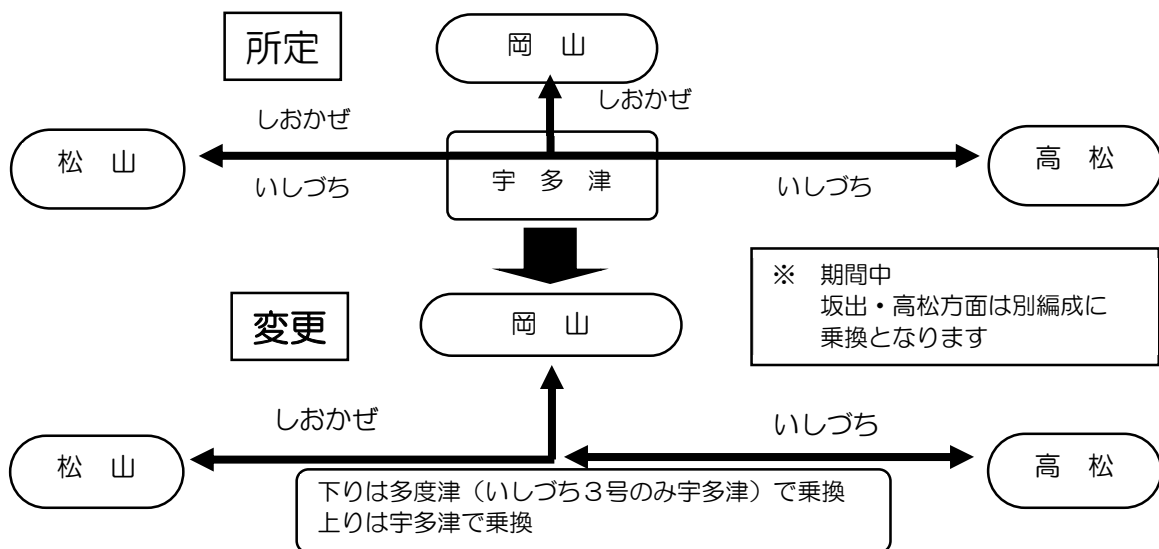 所定
岡 山
しおかぜ
しおかぜ
松 山
宇 多 津
高 松
いしづち
いしづち
※ 期間中
坂出・高松方面は別編成に
乗換となります
変更
岡 山
しおかぜ
いしづち
松 山
高 松
下りは多度津（いしづち３号のみ宇多津）で乗換
上りは宇多津で乗換